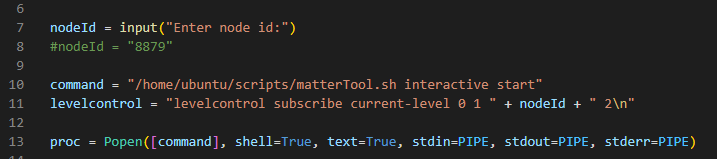 6
7 nodeId = input("Enter node id:")
8 #nodeId = "8879"
9
10 command = "/home/ubuntu/scripts/matterTool.sh interactive start"
11 levelcontrol = "levelcontrol subscribe current-level 0 1 " + nodeId + " 2\n"
12
13 proc = Popen([command], shell=True, text=True, stdin=PIPE, stdout=PIPE, stderr=PIPE)